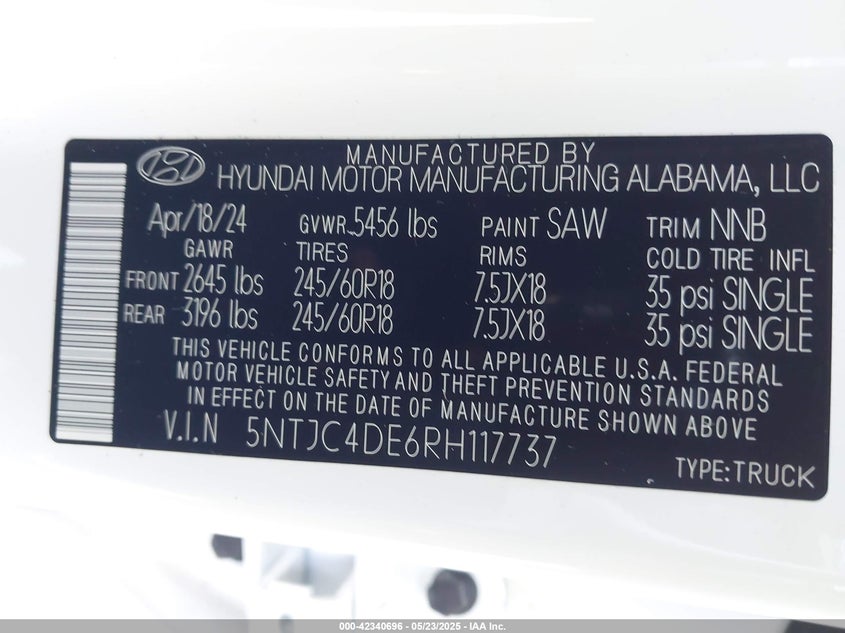 MANUFACTURED BY
HYUNDAI MOTOR MANUFACTURING ALABAMA, LLC
Apr/18/24 GVWR 5456 lbs PAINT SAW TRIM NNB
GAWR TIRES RIMS COLD TIRE INFL
FRONT 2645 lbs 245/60R18 7.5JX18 35 psi SINGLE
REAR 3196 lbs 245/60R18 7.5JX18 35 psi SINGLE
THIS VEHICLE CONFORMS TO ALL APPLICABLE U.S.A. FEDERAL
MOTOR VEHICLE SAFETY AND THEFT PREVENTION STANDARDS
IN EFFECT ON THE DATE OF MANUFACTURE SHOWN ABOVE
V.I.N 5NTJC4DE6RH117737
TYPE:TRUCK
000-42340696 - 05/23/2025 - IAA Inc.